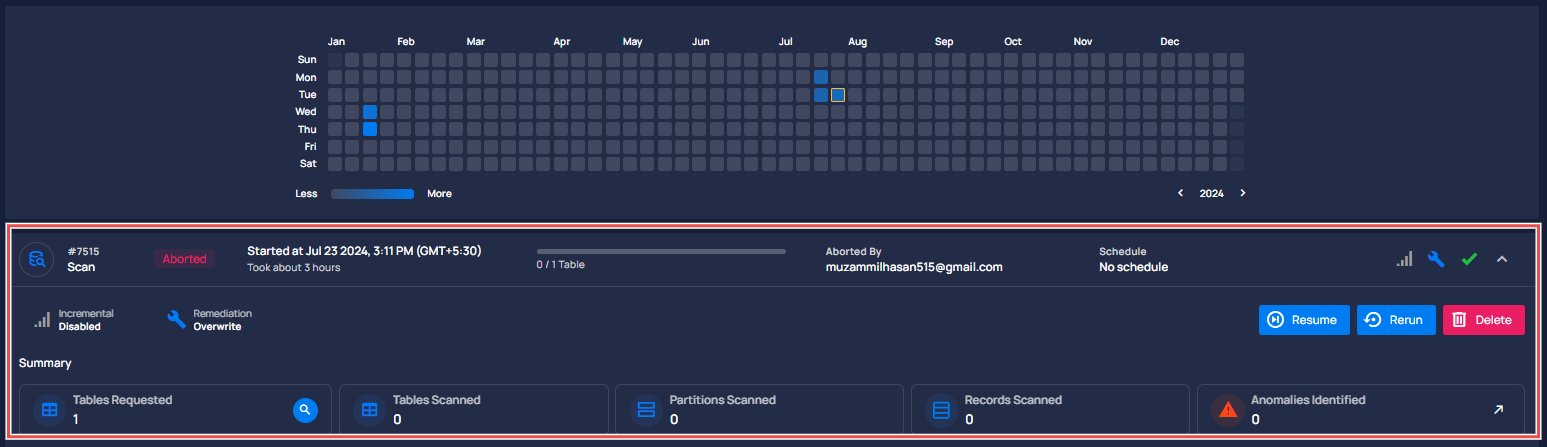 Jan Feb Mar Apr May Jun Jul Aug Sep Oct Nov Dec
Sun
Mon
Tue
Wed
Thu
Fri
Sat
Less More 2024
#7515
Scan
Aborted
Started at Jul 23 2024, 3:11 PM (GMT+5:30)
Took about 3 hours
0 / 1 Table
Aborted By
muzammilhasan515@gmail.com
Schedule
No schedule
Incremental
Disabled
Remediation
Overwrite
Resume
Rerun
Delete
Summary
Tables Requested
1
Tables Scanned
0
Partitions Scanned
0
Records Scanned
0
Anomalies Identified
0